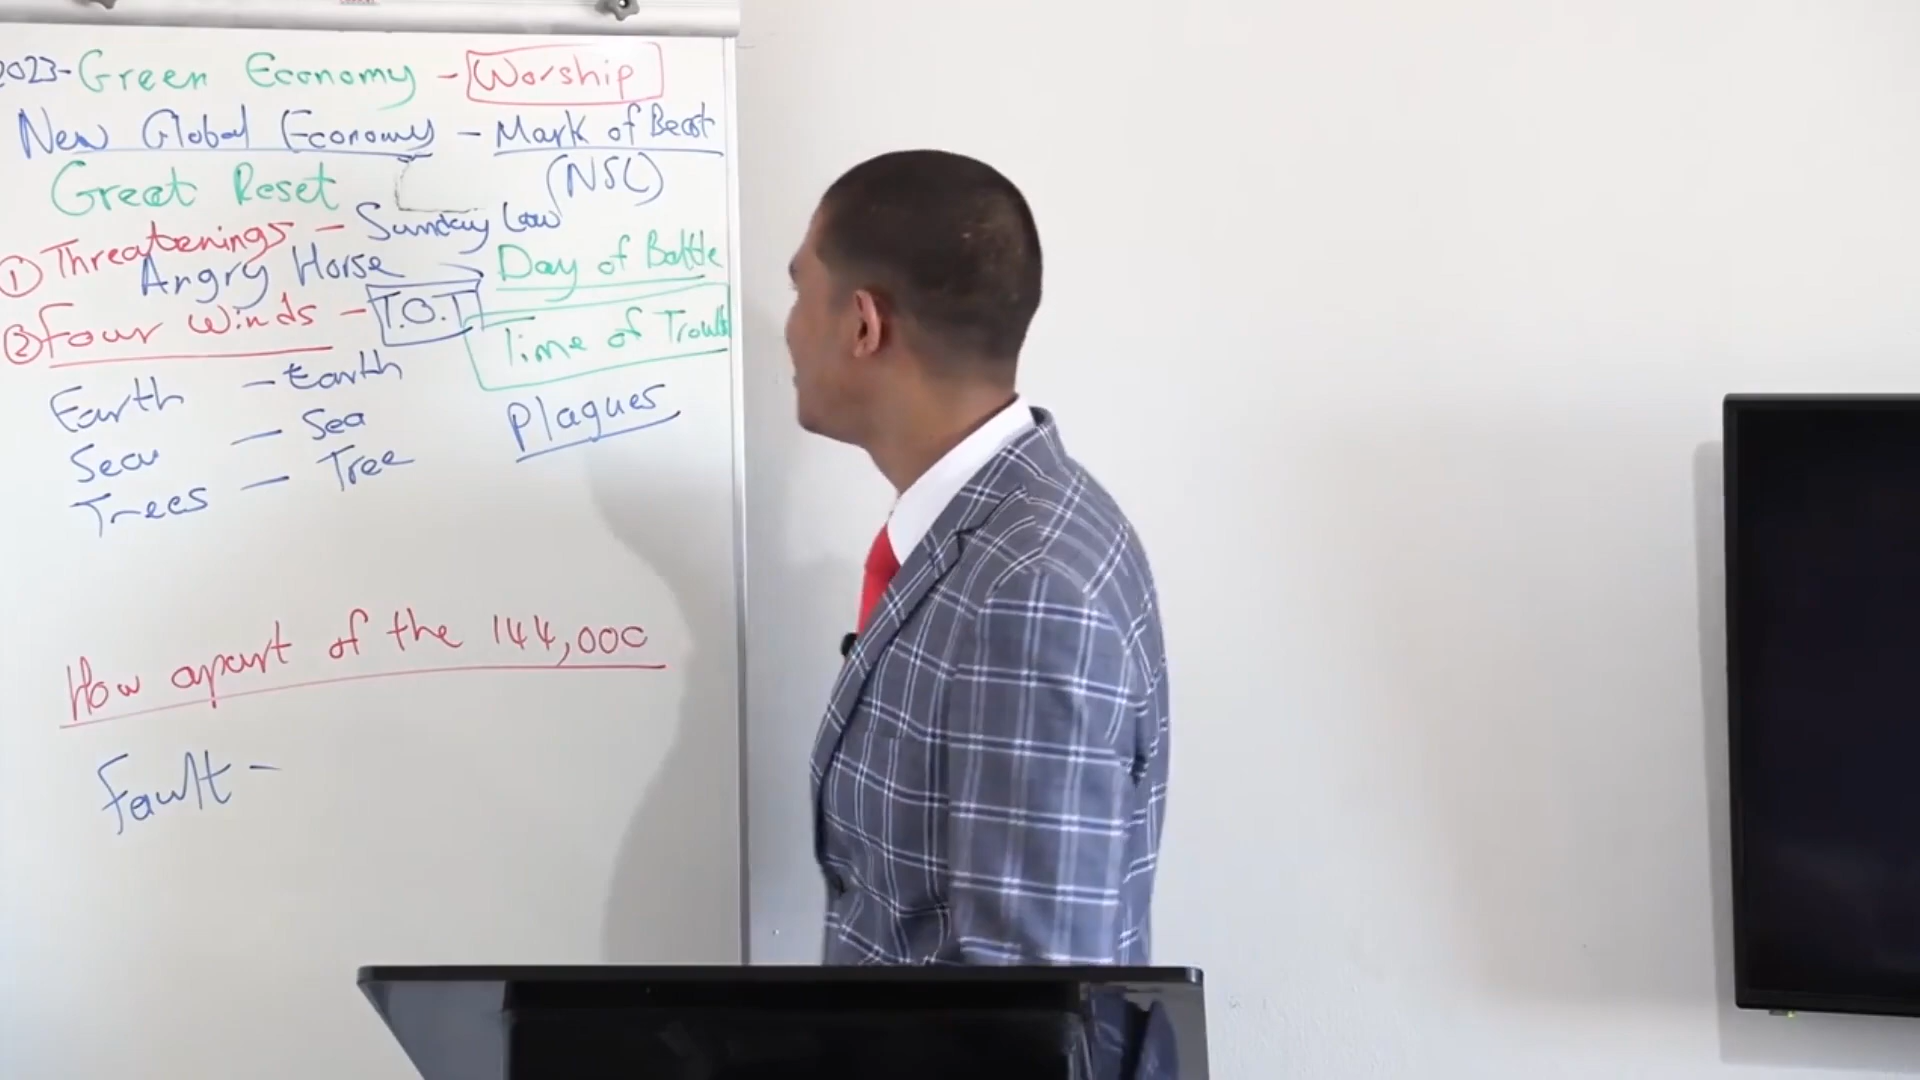 2023- Green Economy - Worship
New Global Economy - Mark of Beast
(NSL)
Great Reset
① Threatenings - Sunday Law
Angry Horse
Day of Battle
② Four Winds - T.O.T
Time of Trouble
Earth - Earth
Plagues
Sea - Sea
Trees - Tree
How apart of the 144,000
Fault -